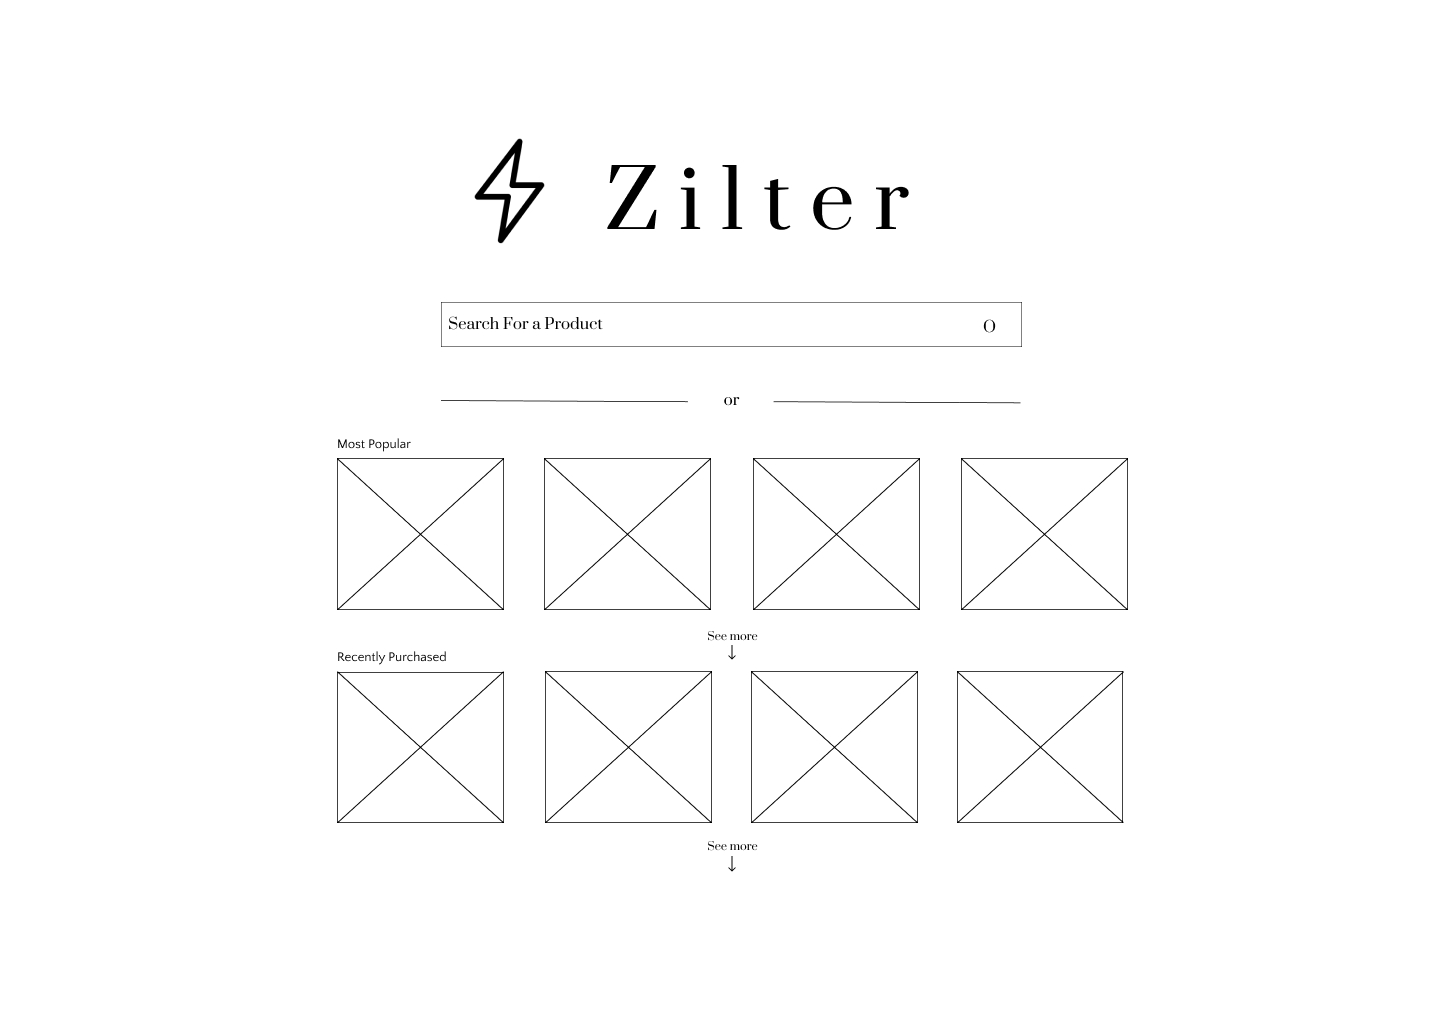 Zilter
Search For a Product O
or
Most Popular
See more
Recently Purchased
See more